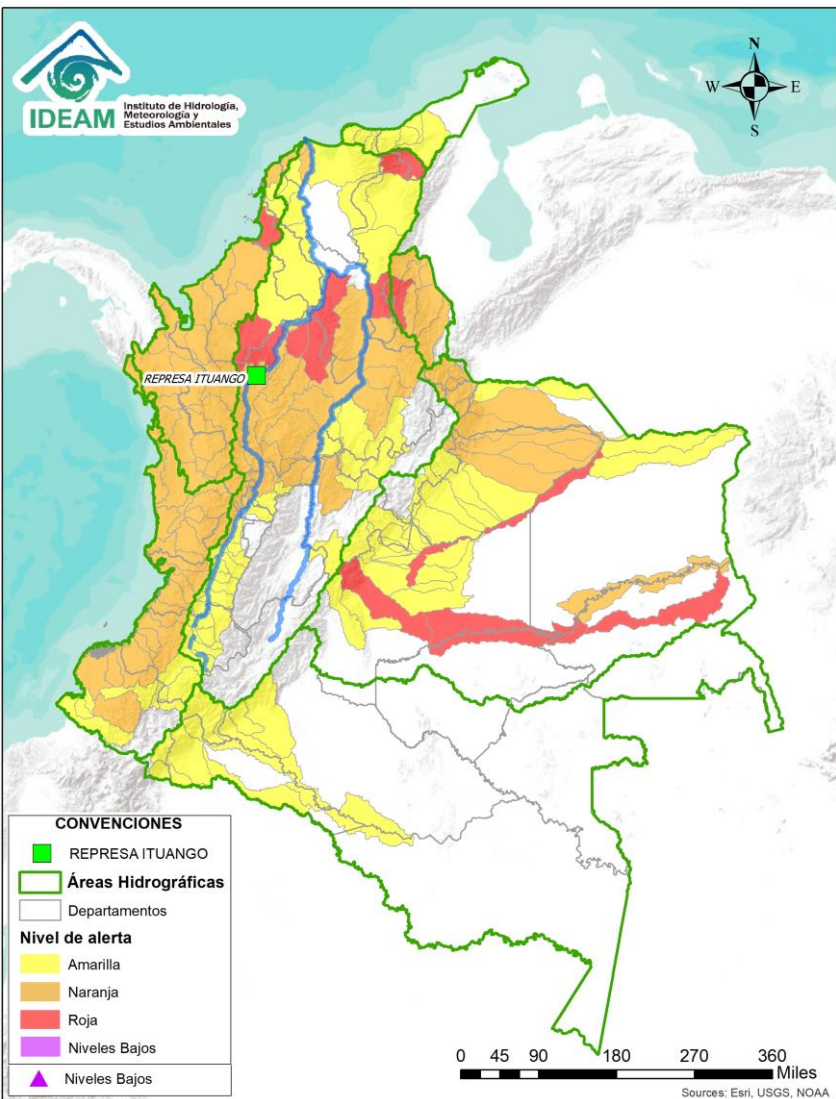 IDEAM
Instituto de Hidrología,
Meteorología y
Estudios Ambientales
N
W
E
S
REPRESA ITUANGO
CONVENCIONES
REPRESA ITUANGO
Áreas Hidrográficas
Departamentos
Nivel de alerta
Amarilla
Naranja
Roja
Niveles Bajos
Niveles Bajos
0 45 90 180 270 360
Miles
Sources: Esri, USGS, NOAA